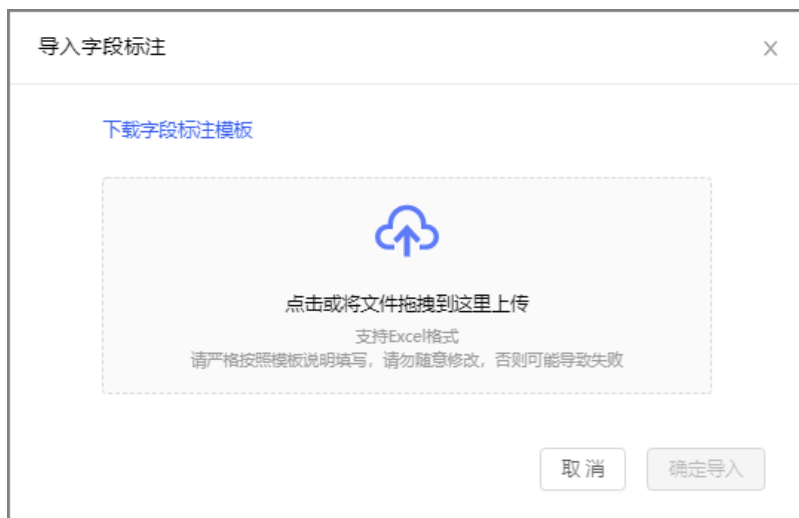 导入字段标注
下载字段标注模板
点击或将文件拖拽到这里上传
支持Excel格式
请严格按照模板说明填写，请勿随意修改，否则可能导致失败
取消
确定导入